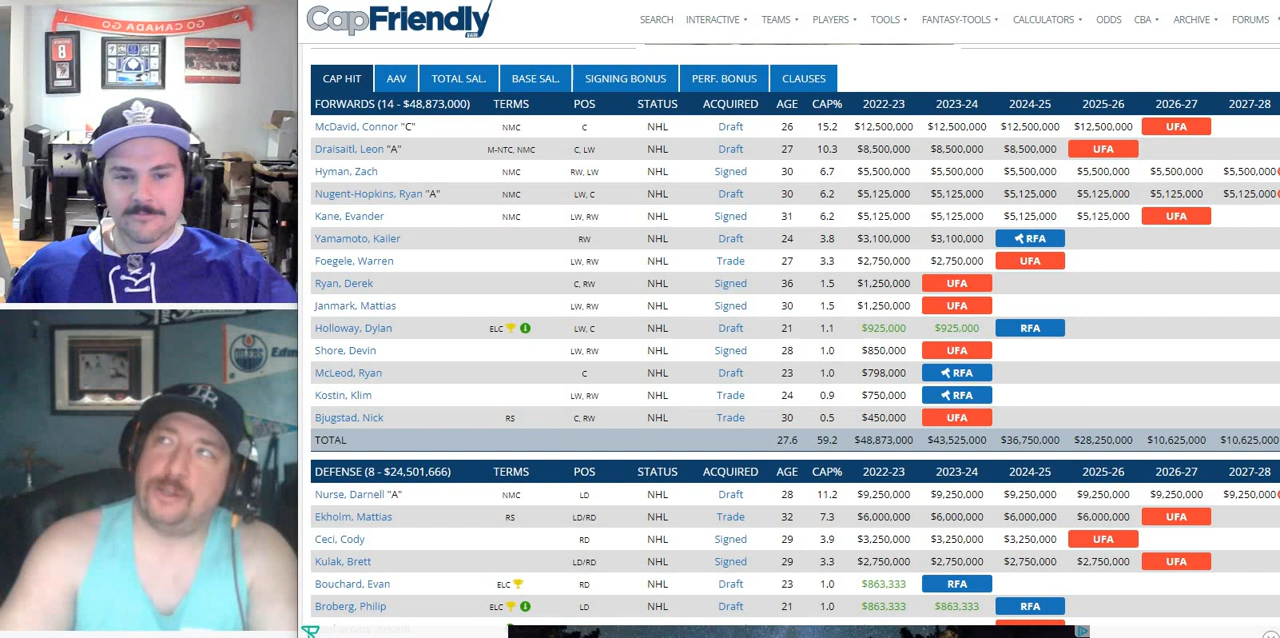 CapFriendly
SEARCH INTERACTIVE TEAMS PLAYERS TOOLS FANTASY-TOOLS CALCULATORS ODDS CBA ARCHIVE FORUMS
GO CANADA GO
8
CAP HIT AAV TOTAL SAL. BASE SAL. SIGNING BONUS PERF. BONUS CLAUSES
FORWARDS (14 - $48,873,000) TERMS POS STATUS ACQUIRED AGE CAP% 2022-23 2023-24 2024-25 2025-26 2026-27 2027-28
McDavid, Connor "C" NMC C NHL Draft 26 15.2 $12,500,000 $12,500,000 $12,500,000 $12,500,000 UFA
Draisaitl, Leon "A" M-NTC, NMC C, LW NHL Draft 27 10.3 $8,500,000 $8,500,000 $8,500,000 UFA
Hyman, Zach NMC RW, LW NHL Signed 30 6.7 $5,500,000 $5,500,000 $5,500,000 $5,500,000 $5,500,000 $5,500,000
Nugent-Hopkins, Ryan "A" NMC LW, C NHL Draft 30 6.2 $5,125,000 $5,125,000 $5,125,000 $5,125,000 $5,125,000 $5,125,000
Kane, Evander NMC LW, RW NHL Signed 31 6.2 $5,125,000 $5,125,000 $5,125,000 $5,125,000 UFA
Yamamoto, Kailer RW NHL Draft 24 3.8 $3,100,000 $3,100,000 RFA
Foegele, Warren LW, RW NHL Trade 27 3.3 $2,750,000 $2,750,000 UFA
Ryan, Derek C, RW NHL Signed 36 1.5 $1,250,000 UFA
Janmark, Mattias LW, RW NHL Signed 30 1.5 $1,250,000 UFA
Holloway, Dylan ELC LW, C NHL Draft 21 1.1 $925,000 $925,000 RFA
Shore, Devin LW, RW NHL Signed 28 1.0 $850,000 UFA
McLeod, Ryan C NHL Draft 23 1.0 $798,000 RFA
Kostin, Klim LW, RW NHL Trade 24 0.9 $750,000 RFA
Bjugstad, Nick RS C, RW NHL Trade 30 0.5 $450,000 UFA
TOTAL 27.6 59.2 $48,873,000 $43,525,000 $36,750,000 $28,250,000 $10,625,000 $10,625,000
OILERS Edm
DEFENSE (8 - $24,501,666) TERMS POS STATUS ACQUIRED AGE CAP% 2022-23 2023-24 2024-25 2025-26 2026-27 2027-28
Nurse, Darnell "A" NMC LD NHL Draft 28 11.2 $9,250,000 $9,250,000 $9,250,000 $9,250,000 $9,250,000 $9,250,000
Ekholm, Mattias RS LD/RD NHL Trade 32 7.3 $6,000,000 $6,000,000 $6,000,000 $6,000,000 UFA
Ceci, Cody RD NHL Signed 29 3.9 $3,250,000 $3,250,000 $3,250,000 UFA
Kulak, Brett LD/RD NHL Signed 29 3.3 $2,750,000 $2,750,000 $2,750,000 $2,750,000 UFA
Bouchard, Evan ELC RD NHL Draft 23 1.0 $863,333 RFA
Broberg, Philip ELC LD NHL Draft 21 1.0 $863,333 $863,333 RFA